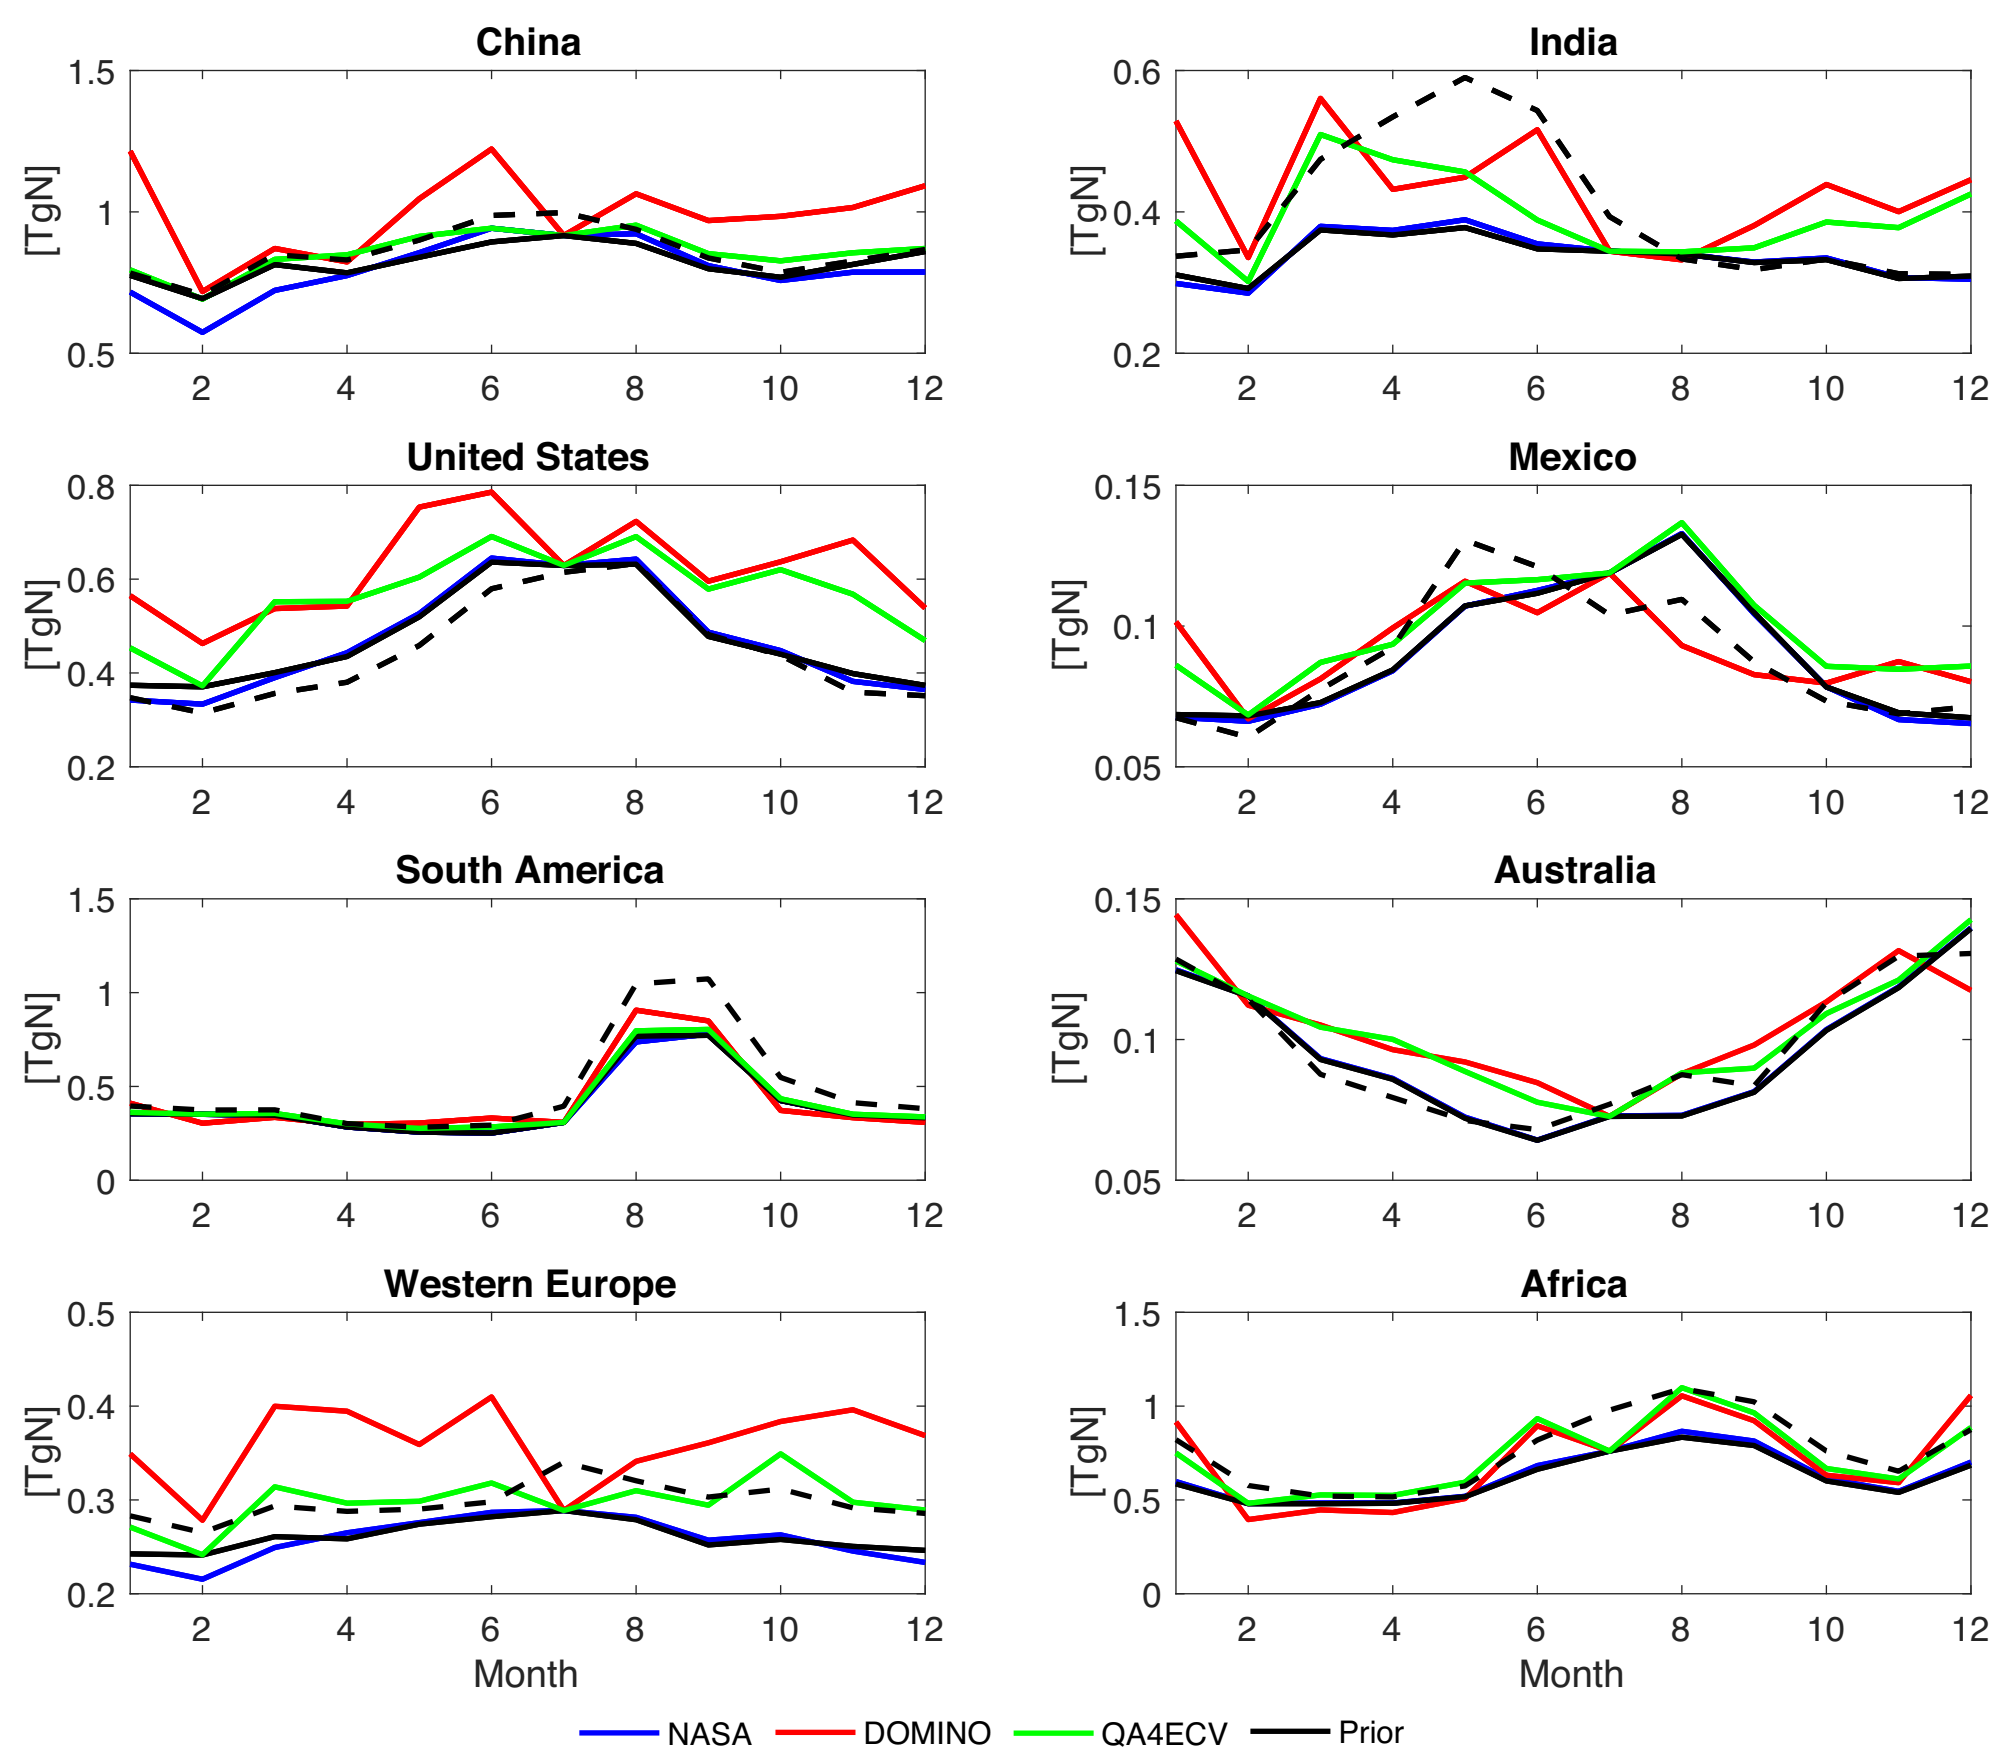 China
1.5
1
0.5
[TgN]
2 4 6 8 10 12
India
0.6
0.4
0.2
[TgN]
2 4 6 8 10 12
United States
0.8
0.6
0.4
0.2
[TgN]
2 4 6 8 10 12
Mexico
0.15
0.1
0.05
[TgN]
2 4 6 8 10 12
South America
1.5
1
0.5
0
[TgN]
2 4 6 8 10 12
Australia
0.15
0.1
0.05
[TgN]
2 4 6 8 10 12
Western Europe
0.5
0.4
0.3
0.2
[TgN]
2 4 6 8 10 12
Month
Africa
1.5
1
0.5
0
[TgN]
2 4 6 8 10 12
Month
NASA DOMINO QA4ECV Prior